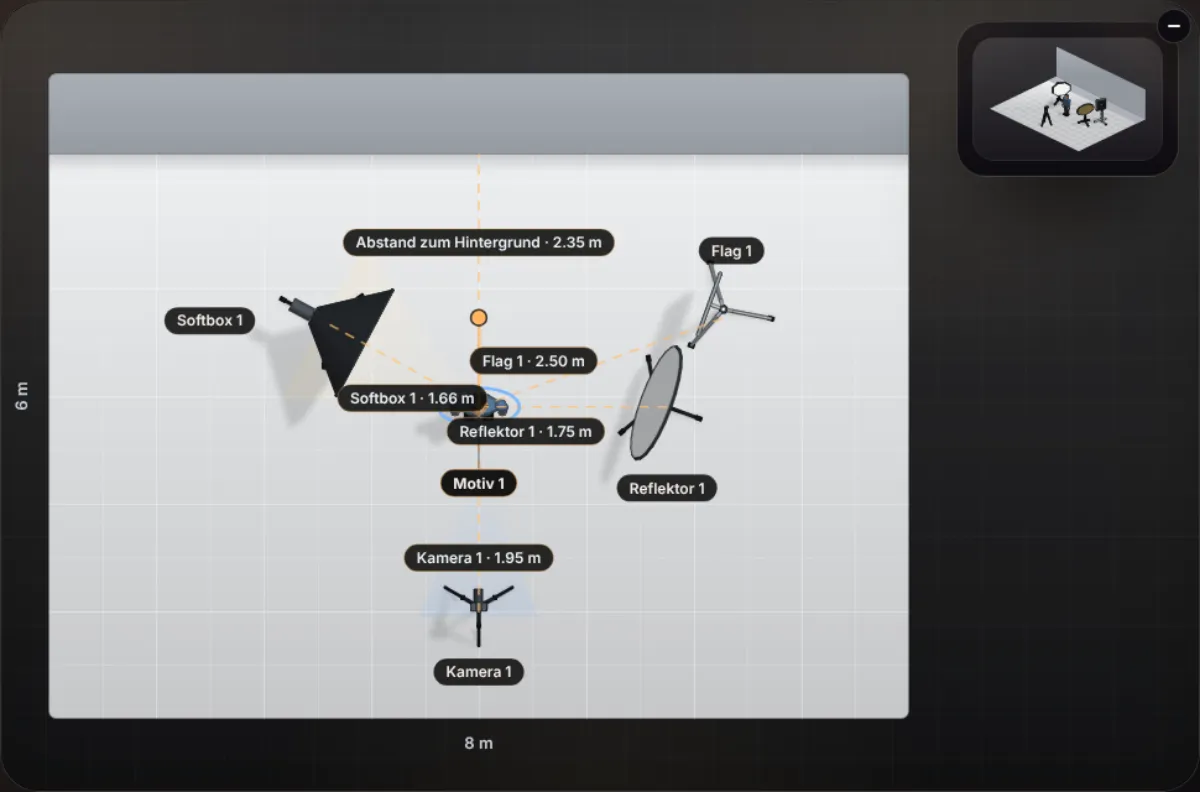 Abstand zum Hintergrund · 2.35 m
Flag 1
Softbox 1
Flag 1 · 2.50 m
Softbox 1 · 1.66 m
6 m
Reflektor 1 · 1.75 m
Motiv 1
Reflektor 1
Kamera 1 · 1.95 m
Kamera 1
8 m